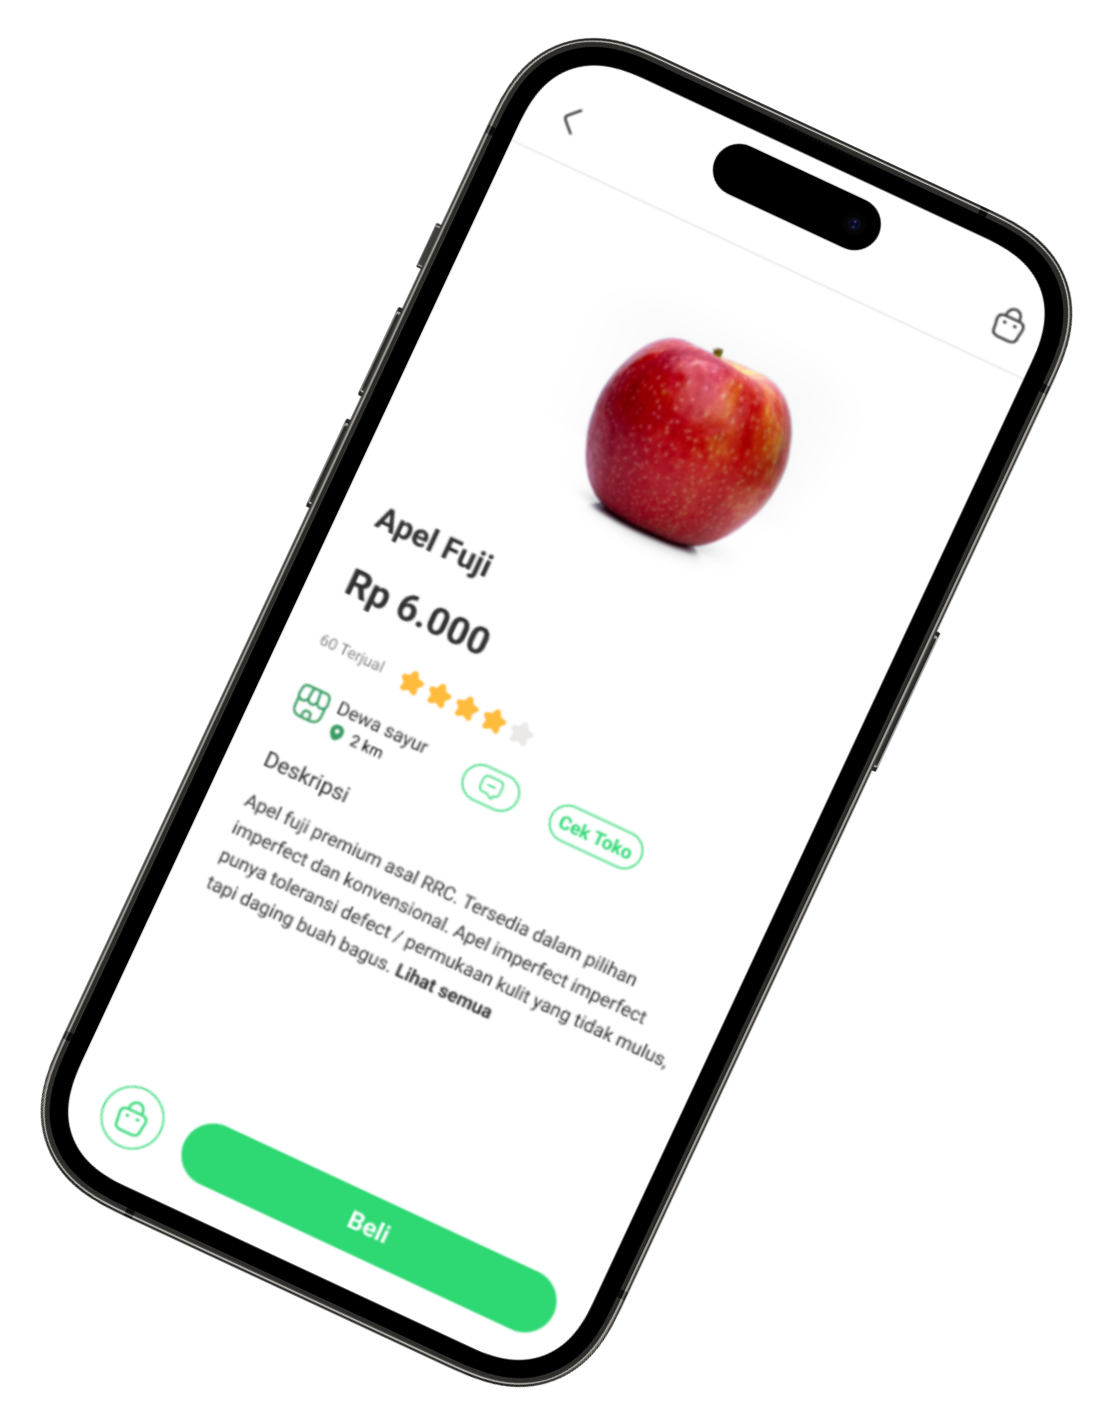 Apel Fuji
Rp 6.000
60 Terjual
Dewa sayur
2 km
Cek Toko
Deskripsi
Apel fuji premium asal RRC. Tersedia dalam pilihan
imperfect dan konvensional. Apel imperfect imperfect
punya toleransi defect / permukaan kulit yang tidak mulus,
tapi daging buah bagus. Lihat semua
Beli